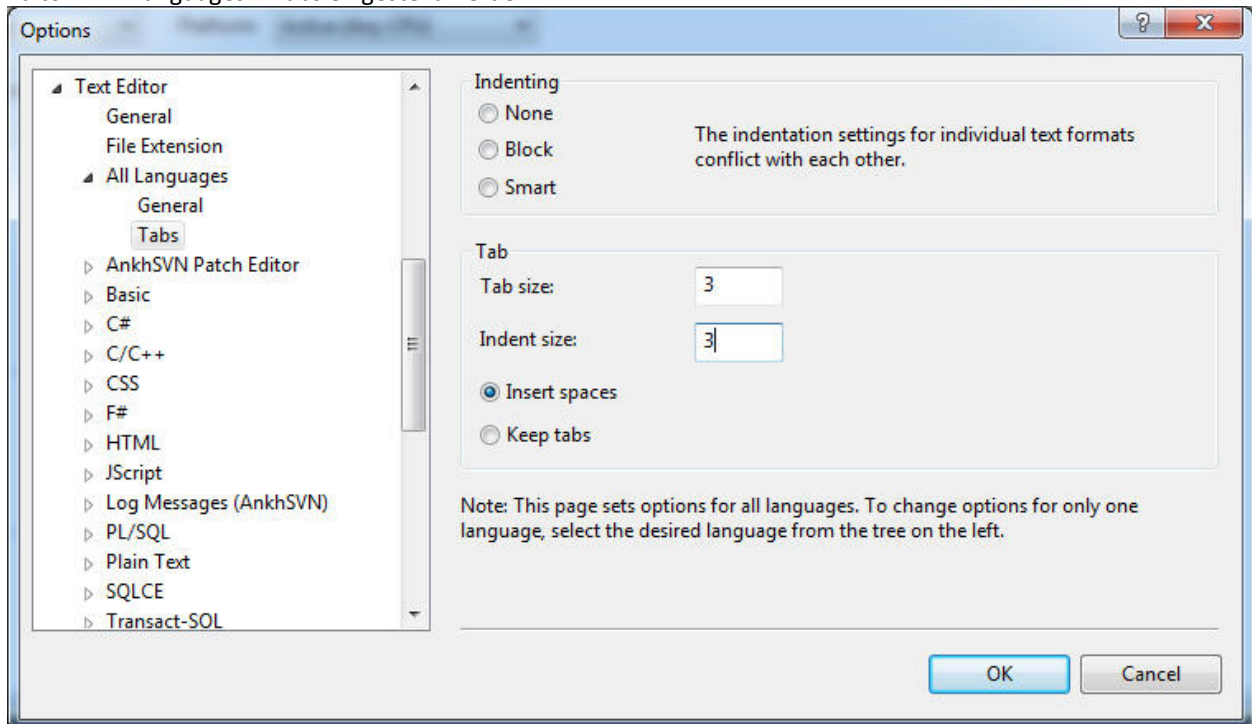 Options
Text Editor
General
File Extension
All Languages
General
Tabs
AnkhSVN Patch Editor
Basic
C#
C/C++
CSS
F#
HTML
JScript
Log Messages (AnkhSVN)
PL/SQL
Plain Text
SQLCE
Transact-SQL
Indenting
None
Block
Smart
The indentation settings for individual text formats
conflict with each other.
Tab
Tab size: 3
Indent size: 3
Insert spaces
Keep tabs
Note: This page sets options for all languages. To change options for only one
language, select the desired language from the tree on the left.
OK Cancel